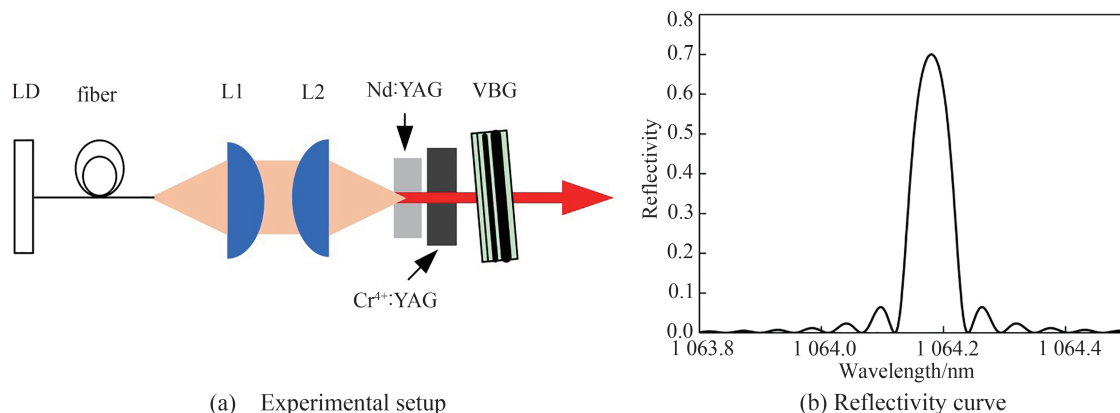 LD
fiber
L1
L2
Nd:YAG
VBG
Cr⁴⁺:YAG
(a) Experimental setup
0.8
0.7
0.6
0.5
0.4
0.3
0.2
0.1
0.0
Reflectivity
1 063.8
1 064.0
1 064.2
1 064.4
Wavelength/nm
(b) Reflectivity curve